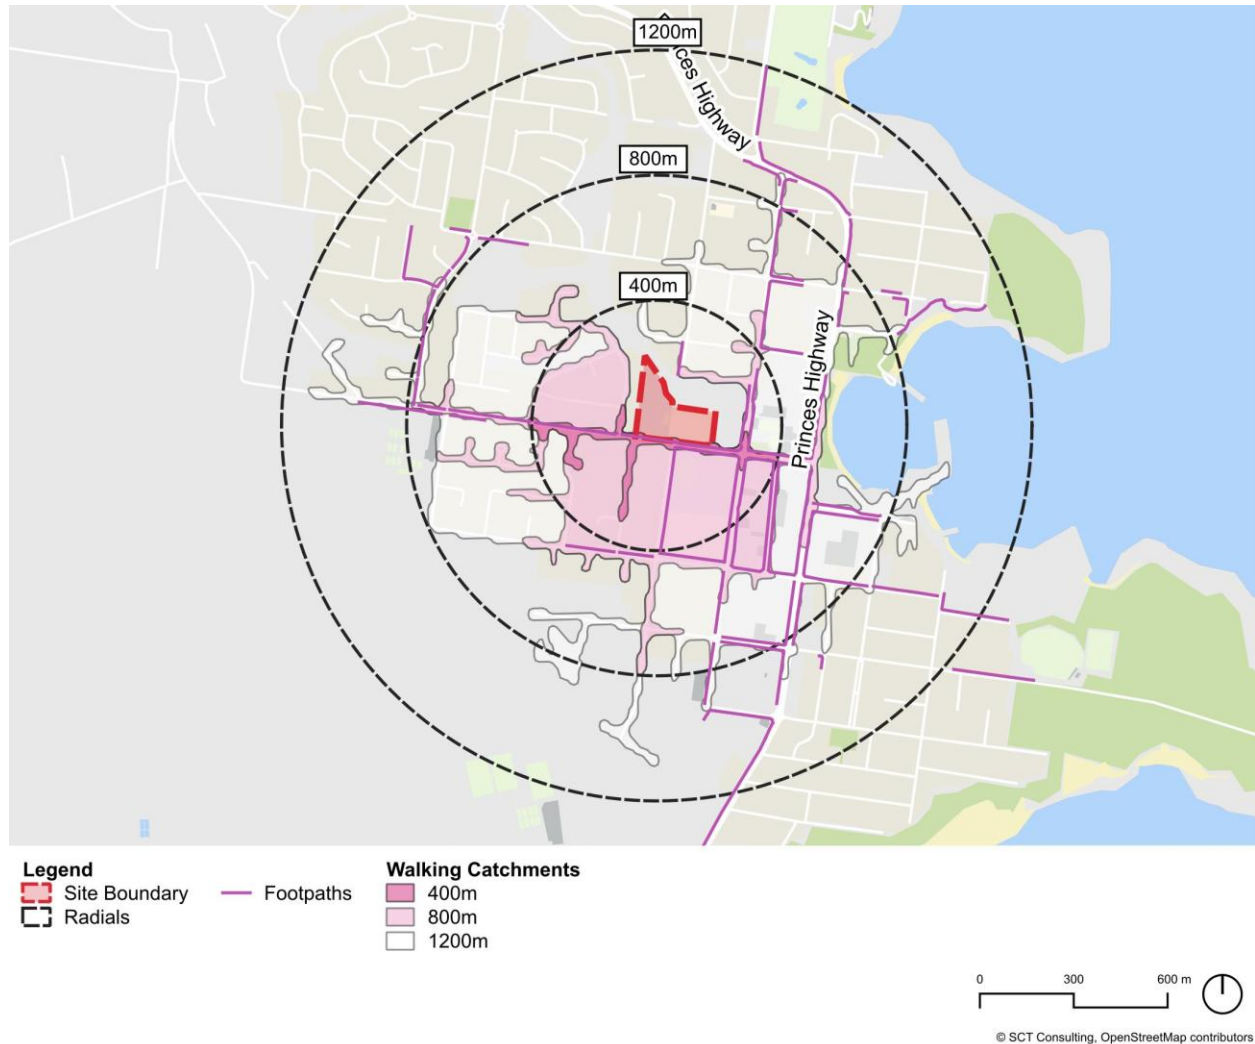 1200m
ces Highway
800m
400m
Princes Highway
Legend
Site Boundary
Radials
Footpaths
Walking Catchments
400m
800m
1200m
0 300 600 m
© SCT Consulting, OpenStreetMap contributors